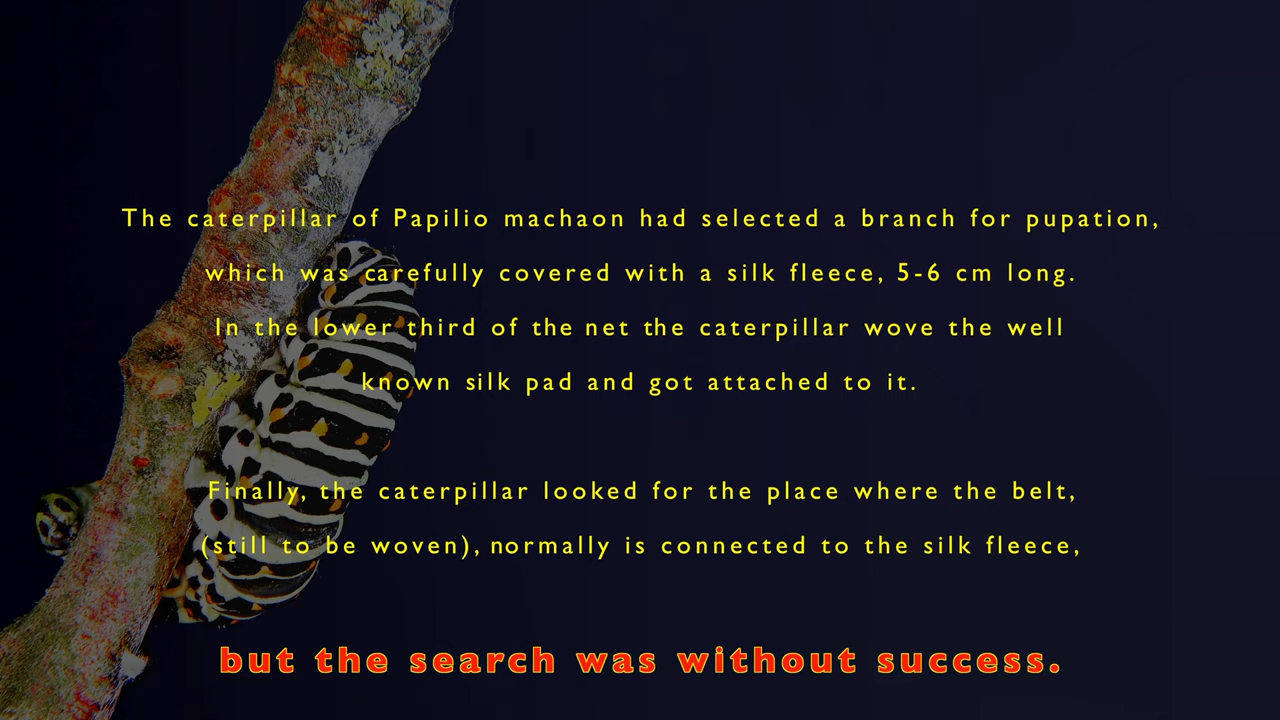 The caterpillar of Papilio machaon had selected a branch for pupation,
which was carefully covered with a silk fleece, 5-6 cm long.
In the lower third of the net the caterpillar wove the well
known silk pad and got attached to it.
Finally, the caterpillar looked for the place where the belt,
(still to be woven), normally is connected to the silk fleece,
but the search was without success.